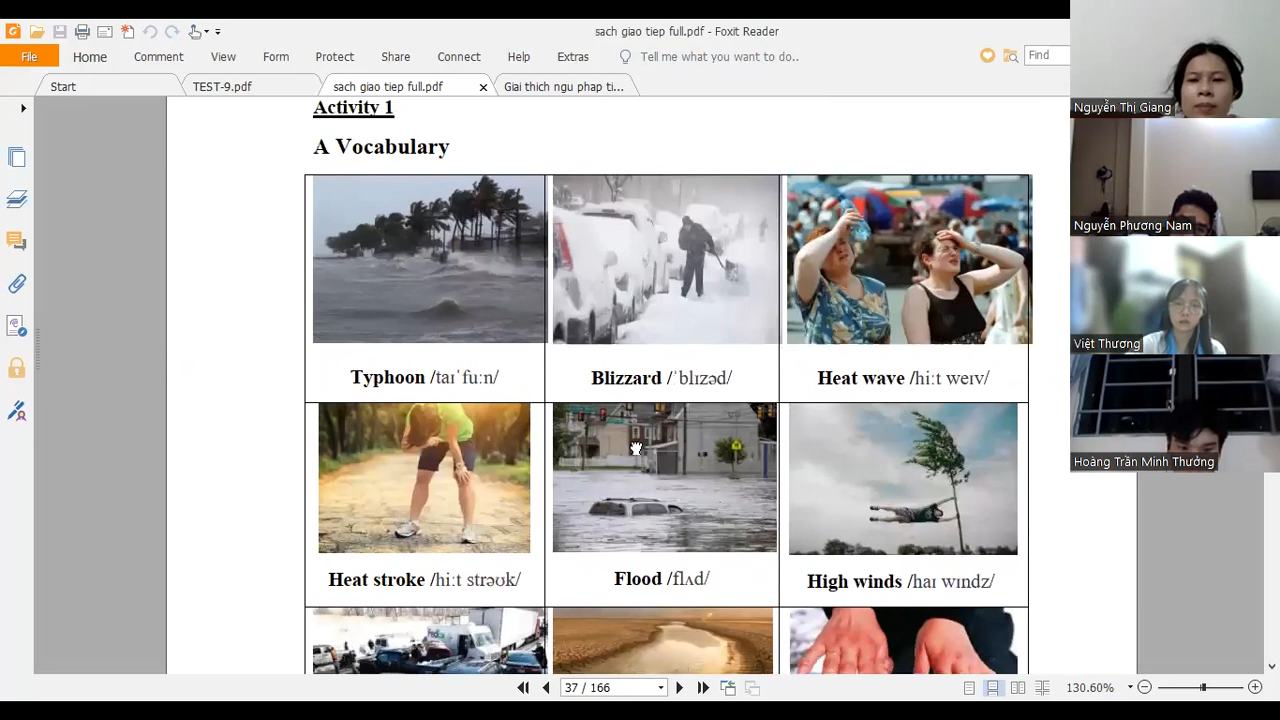 sach giao tiep full.pdf - Foxit Reader
File Home Comment View Form Protect Share Connect Help Extras Tell me what you want to do.. Find
Start TEST-9.pdf sach giao tiep full.pdf Giai thich ngu phap ti...
Activity 1
A Vocabulary
Typhoon /taɪˈfuːn/ Blizzard /ˈblɪzəd/ Heat wave /hiːt weɪv/
Heat stroke /hiːt strəʊk/ Flood /flʌd/ High winds /haɪ wɪndz/
37 / 166 130.60%
Nguyễn Thị Giang
Nguyễn Phương Nam
Việt Thương
Hoàng Trần Minh Thưởng